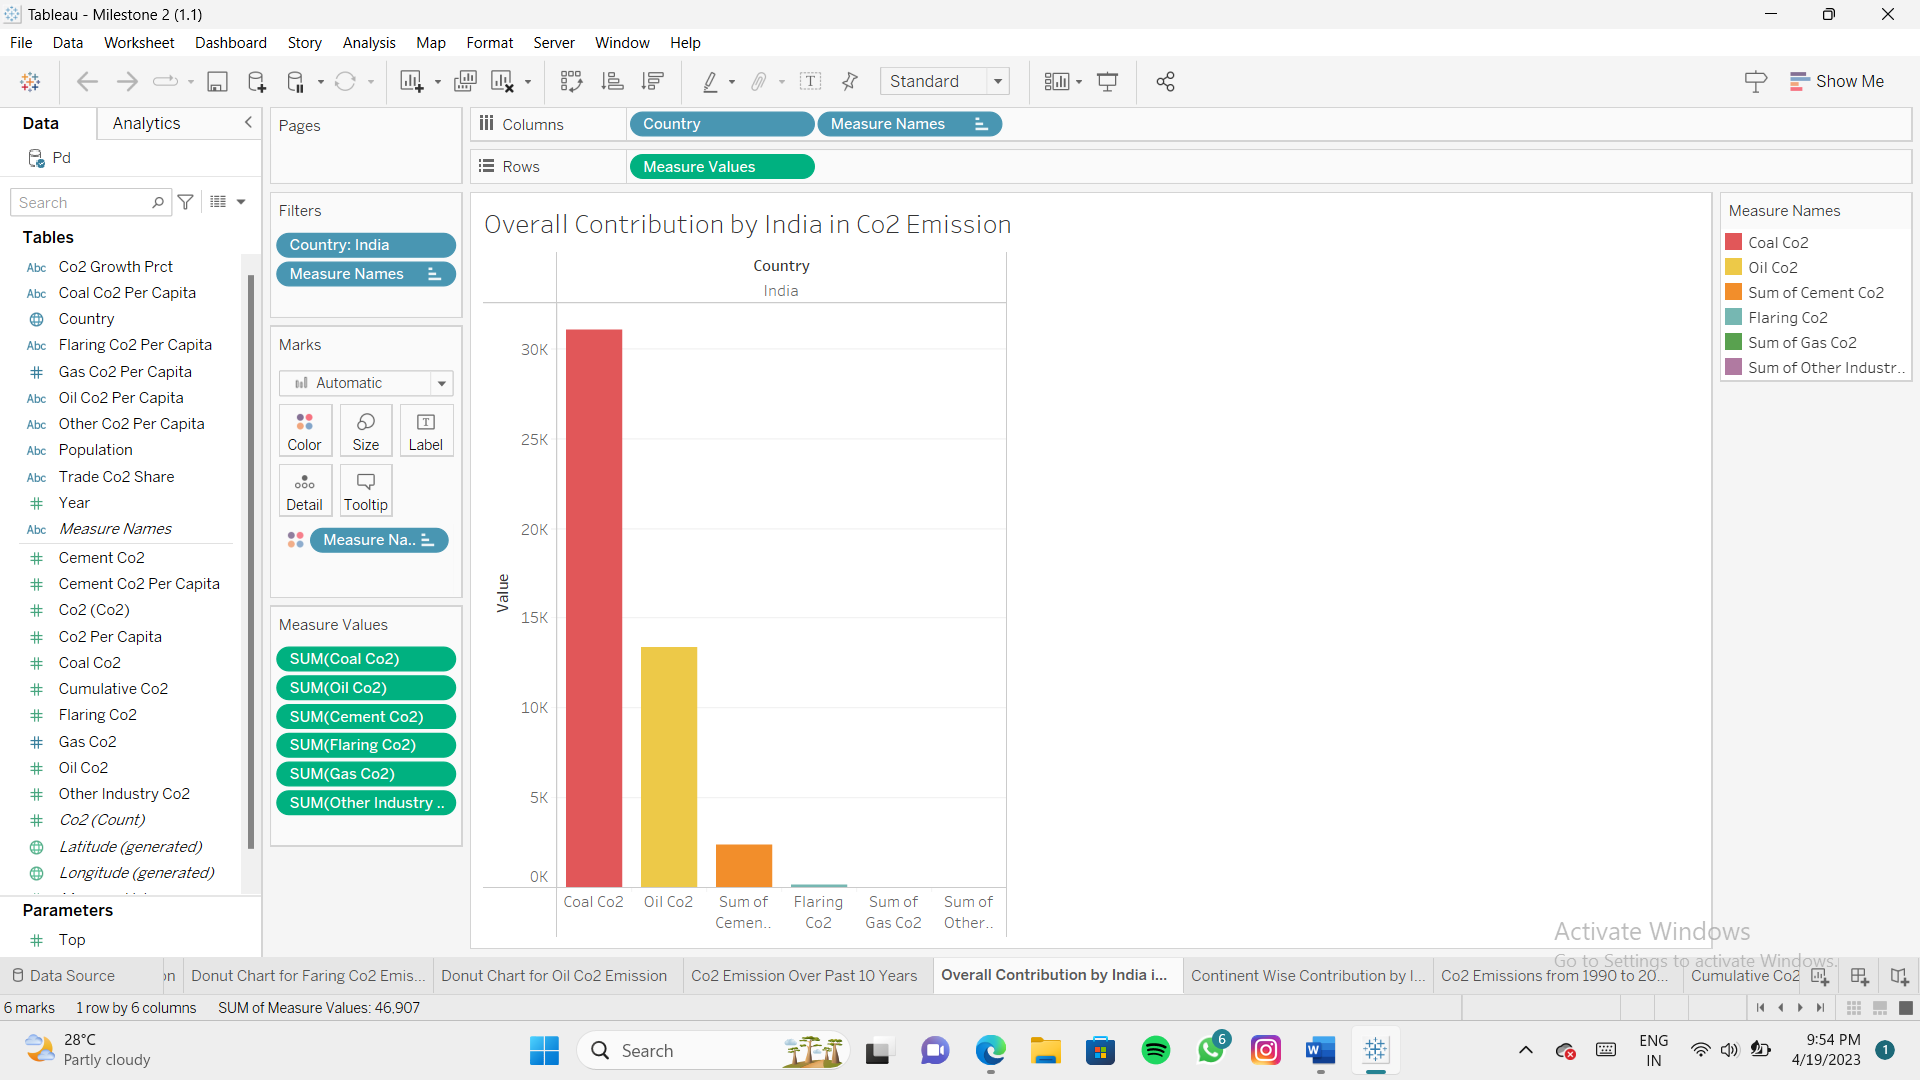 Tableau - Milestone 2 (1.1)
File Data Worksheet Dashboard Story Analysis Map Format Server Window Help
Standard
Show Me
Data Analytics
Pd
Search
Tables
Abc Co2 Growth Prct
Abc Coal Co2 Per Capita
Country
Abc Flaring Co2 Per Capita
# Gas Co2 Per Capita
Abc Oil Co2 Per Capita
Abc Other Co2 Per Capita
Abc Population
Abc Trade Co2 Share
# Year
Abc Measure Names
# Cement Co2
# Cement Co2 Per Capita
# Co2 (Co2)
# Co2 Per Capita
# Coal Co2
# Cumulative Co2
# Flaring Co2
# Gas Co2
# Oil Co2
# Other Industry Co2
# Co2 (Count)
Latitude (generated)
Longitude (generated)
Parameters
# Top
Pages
Filters
Country: India
Measure Names
Marks
Automatic
Color Size Label
Detail Tooltip
Measure Na..
Measure Values
SUM(Coal Co2)
SUM(Oil Co2)
SUM(Cement Co2)
SUM(Flaring Co2)
SUM(Gas Co2)
SUM(Other Industry ..
Columns Country Measure Names
Rows Measure Values
Overall Contribution by India in Co2 Emission
Country
India
Value
30K
25K
20K
15K
10K
5K
0K
Coal Co2 Oil Co2 Sum of Cemen.. Flaring Co2 Sum of Gas Co2 Sum of Other..
Measure Names
Coal Co2
Oil Co2
Sum of Cement Co2
Flaring Co2
Sum of Gas Co2
Sum of Other Industr..
Activate Windows
Go to Settings to activate Windows.
Data Source on Donut Chart for Faring Co2 Emis... Donut Chart for Oil Co2 Emission Co2 Emission Over Past 10 Years Overall Contribution by India i... Continent Wise Contribution by I... Co2 Emissions from 1990 to 20... Cumulative Co2
6 marks 1 row by 6 columns SUM of Measure Values: 46,907
28°C
Partly cloudy
Search
6
ENG
IN
9:54 PM
4/19/2023
1